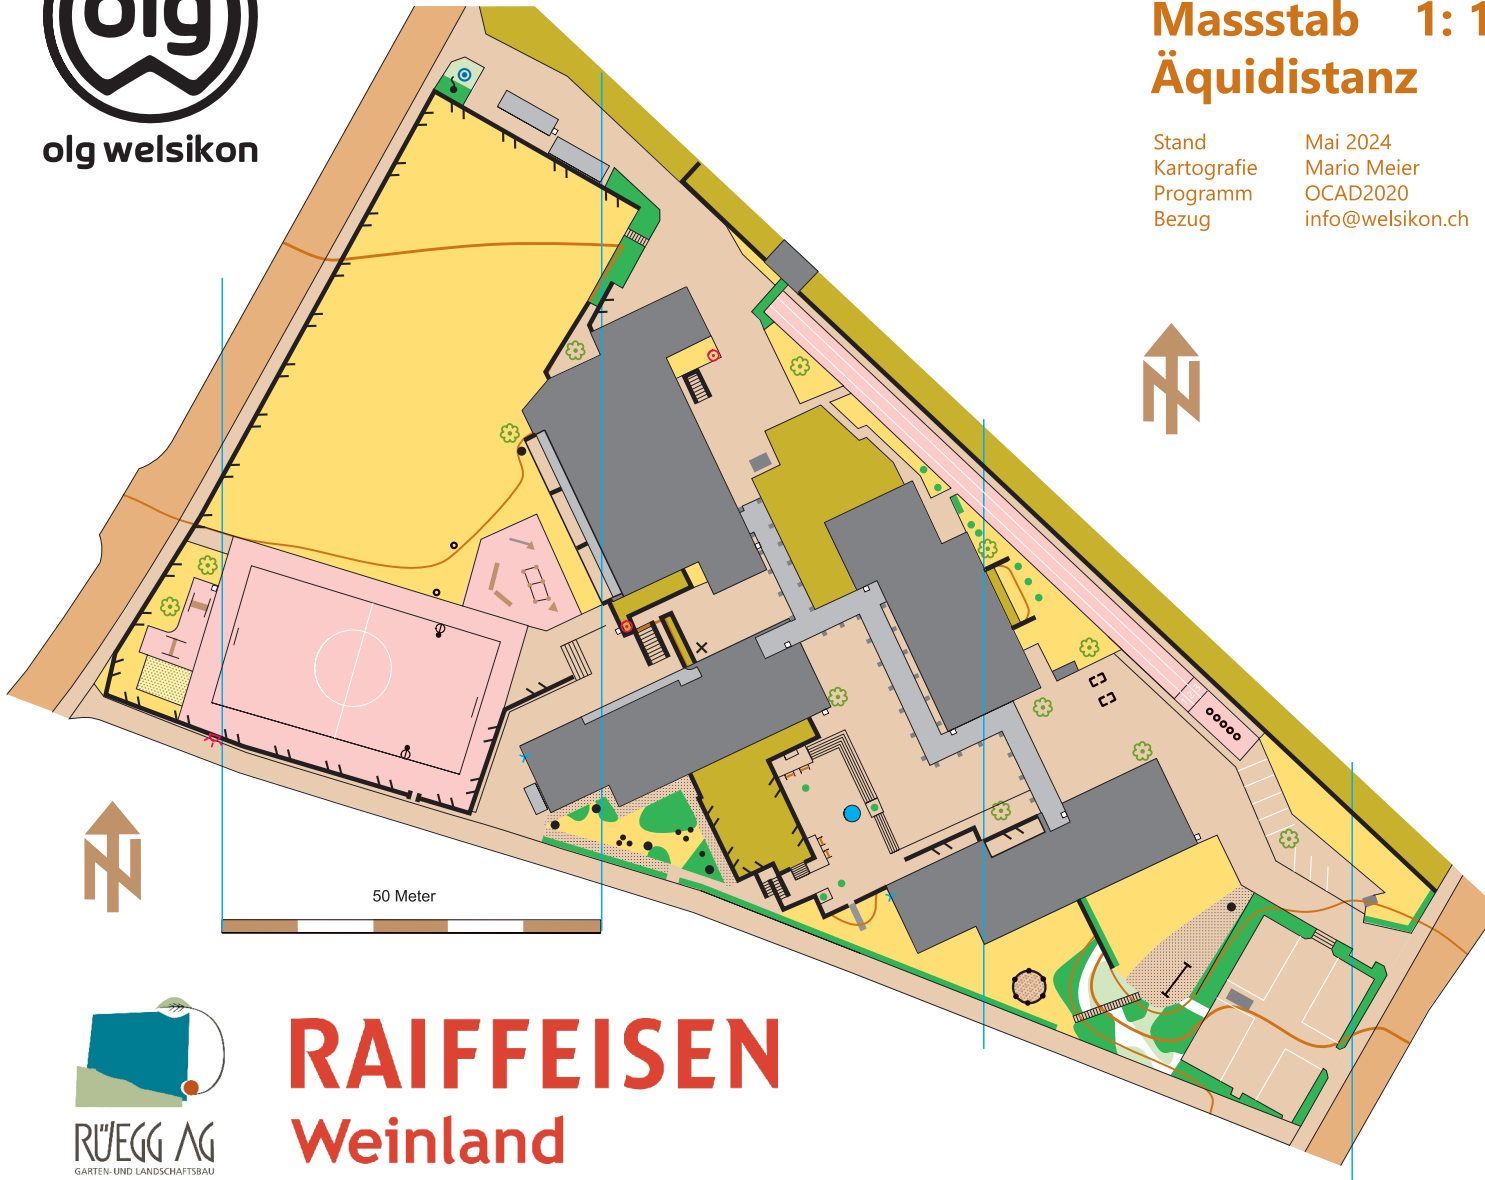 olg
olg welsikon
Massstab 1: 1
Äquidistanz
Stand Mai 2024
Kartografie Mario Meier
Programm OCAD2020
Bezug info@welsikon.ch
50 Meter
RÜEGG AG
GARTEN- UND LANDSCHAFTSBAU
RAIFFEISEN
Weinland